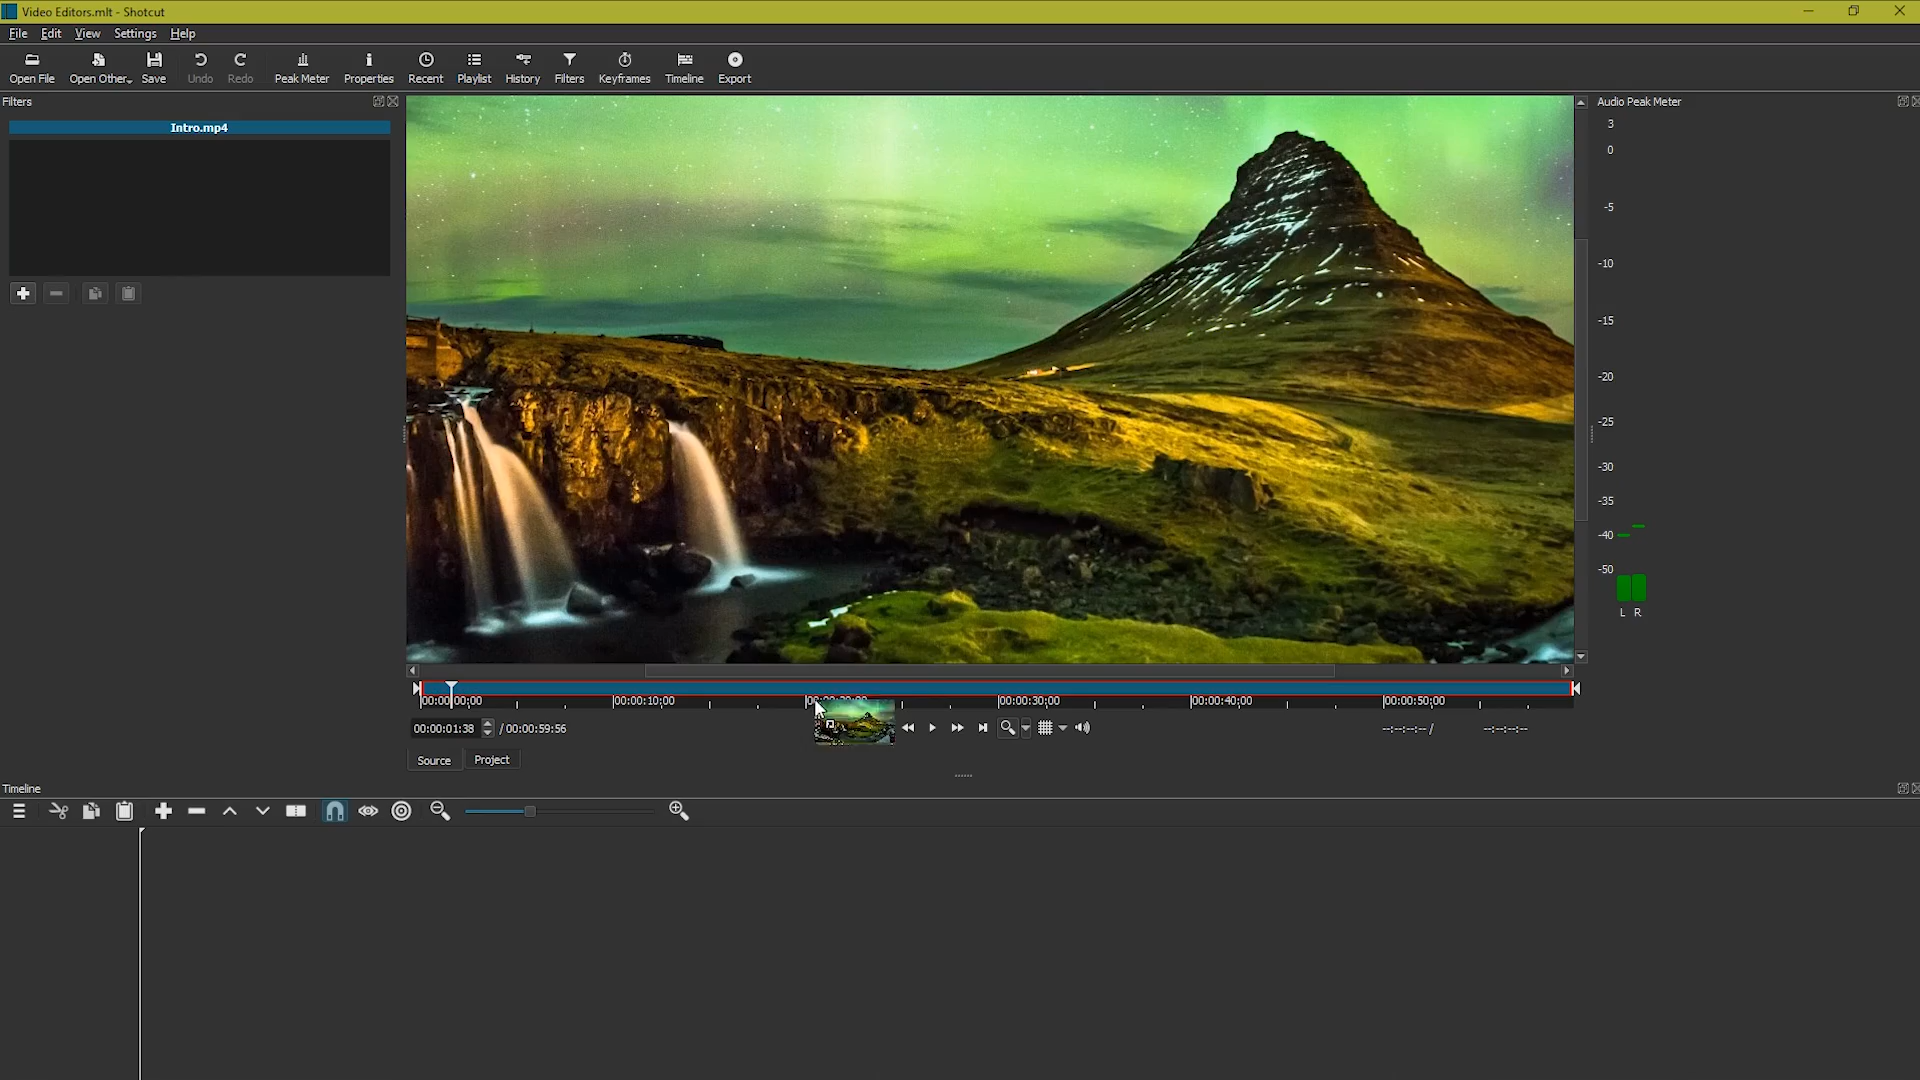 Video Editors.mlt - Shotcut
File Edit View Settings Help
Open File Open Other Save Undo Redo Peak Meter Properties Recent Playlist History Filters Keyframes Timeline Export
Filters
Intro.mp4
Audio Peak Meter
3
0
-5
-10
-15
-20
-25
-30
-35
-40
-50
L R
00:00:00;00 00:00:10;00 00:00:30;00 00:00:40;00 00:00:50;00
00:00:01:38 / 00:00:59:56 --:--:--:-- / --:--:--:--
Source Project
Timeline